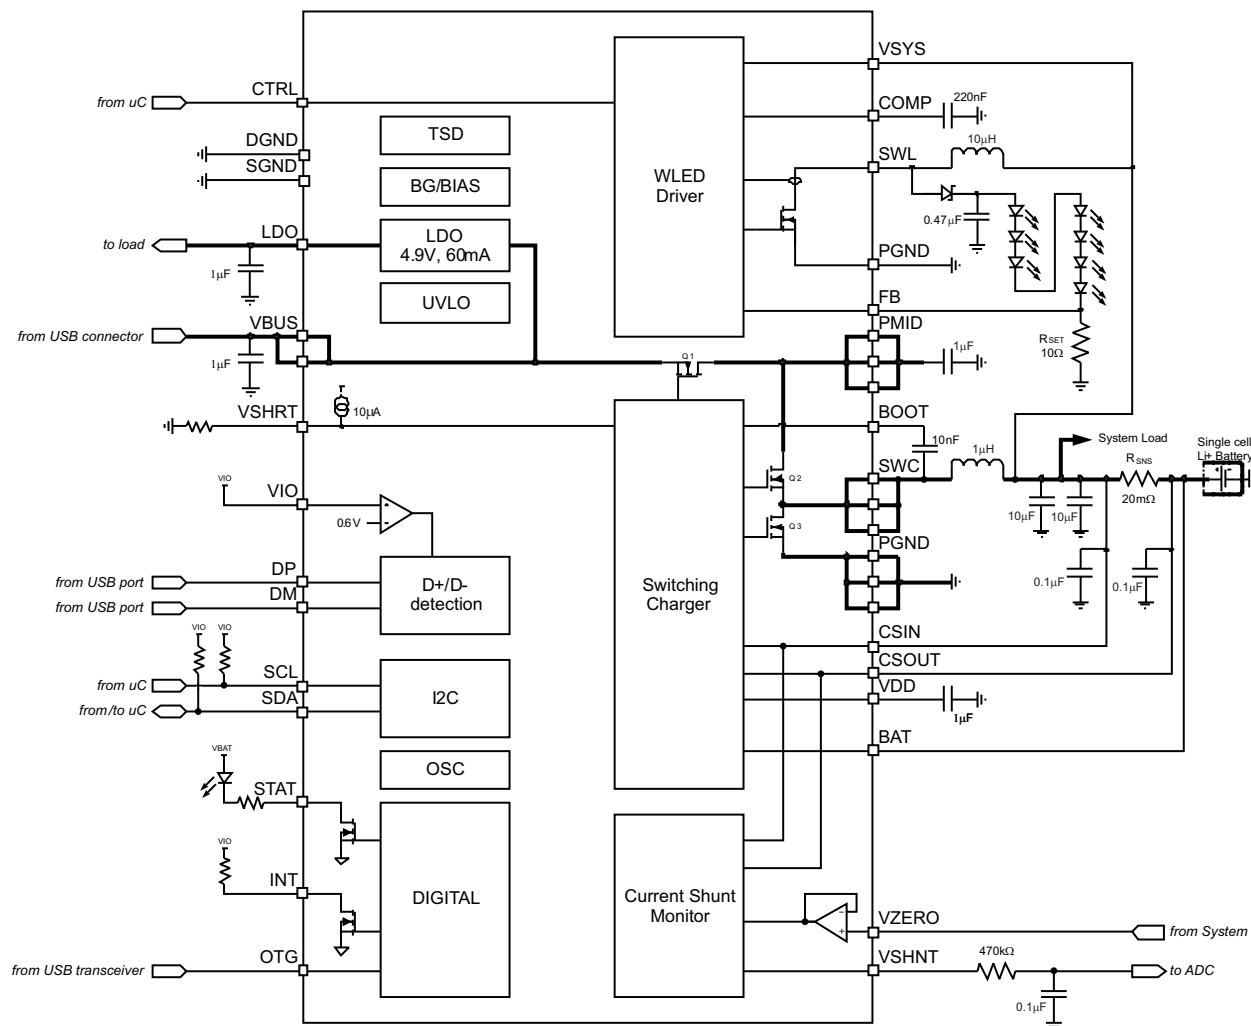 VSYS
CTRL
from uC
COMP
220nF
DGND
TSD
10µH
SGND
SWL
BG/BIAS
WLED
Driver
0.47µF
LDO
to load
LDO
4.9V, 60mA
PGND
1µF
UVLO
FB
VBUS
from USB connector
PMID
RSET
10Ω
1µF
Q1
1µF
VSHRT
10µA
BOOT
10nF
1µH
System Load
Single cell
Li+ Battery
RSNS
SWC
20mΩ
VIO
VIO
Q2
0.6V
10µF
10µF
Q3
PGND
DP
from USB port
D+/D-
detection
Switching
Charger
0.1µF
0.1µF
DM
from USB port
VIO
VIO
CSIN
SCL
from uC
I2C
CSOUT
SDA
from/to uC
VDD
1µF
VBAT
BAT
OSC
STAT
VIO
INT
DIGITAL
Current Shunt
Monitor
VZERO
from System
OTG
from USB transceiver
VSHNT
470kΩ
to ADC
0.1µF